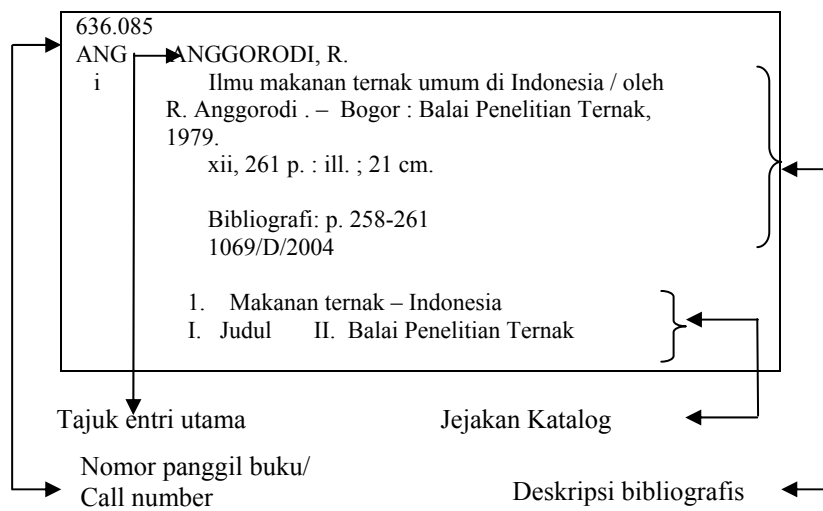 636.085
ANG ANGGORODI, R.
i Ilmu makanan ternak umum di Indonesia / oleh
R. Anggorodi . – Bogor : Balai Penelitian Ternak,
1979.
xii, 261 p. : ill. ; 21 cm.
Bibliografi: p. 258-261
1069/D/2004
1. Makanan ternak – Indonesia
I. Judul II. Balai Penelitian Ternak
Tajuk entri utama Jejakan Katalog
Nomor panggil buku/
Call number Deskripsi bibliografis